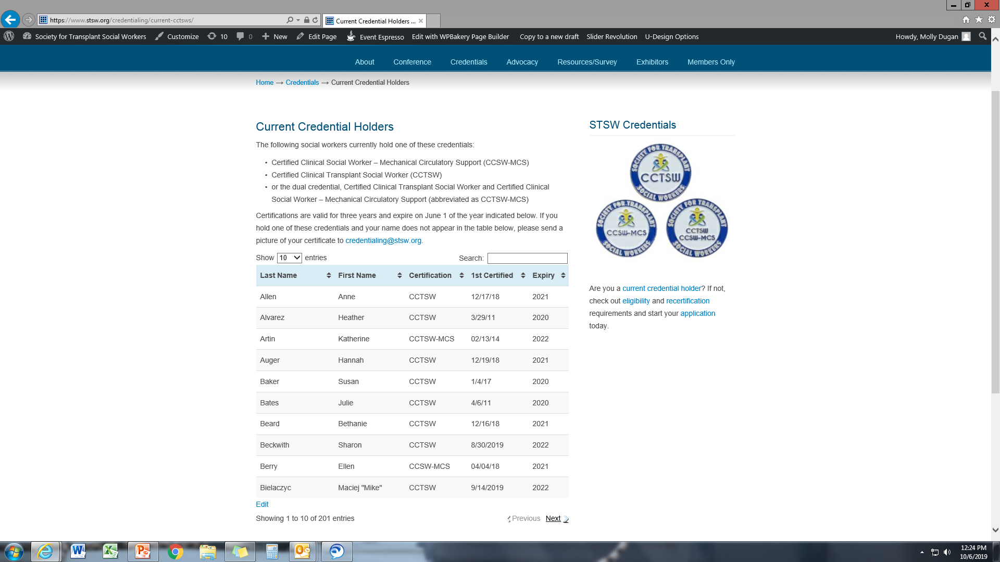 https://www.stsw.org/credentialing/current-cctsws/
Current Credential Holders ...
Society for Transplant Social Workers Customize 10 0 New Edit Page Event Espresso Edit with WPBakery Page Builder Copy to a new draft Slider Revolution U-Design Options Howdy, Molly Dugan
About Conference Credentials Advocacy Resources/Survey Exhibitors Members Only
Home → Credentials → Current Credential Holders
Current Credential Holders
The following social workers currently hold one of these credentials:
• Certified Clinical Social Worker – Mechanical Circulatory Support (CCSW-MCS)
• Certified Clinical Transplant Social Worker (CCTSW)
• or the dual credential, Certified Clinical Transplant Social Worker and Certified Clinical
Social Worker – Mechanical Circulatory Support (abbreviated as CCTSW-MCS)
Certifications are valid for three years and expire on June 1 of the year indicated below. If you
hold one of these credentials and your name does not appear in the table below, please send a
picture of your certificate to credentialing@stsw.org.
Show 10 entries Search:
Last Name First Name Certification 1st Certified Expiry
Allen Anne CCTSW 12/17/18 2021
Alvarez Heather CCTSW 3/29/11 2020
Artin Katherine CCTSW-MCS 02/13/14 2022
Auger Hannah CCTSW 12/19/18 2021
Baker Susan CCTSW 1/4/17 2020
Bates Julie CCTSW 4/6/11 2020
Beard Bethanie CCTSW 12/16/18 2021
Beckwith Sharon CCTSW 8/30/2019 2022
Berry Ellen CCSW-MCS 04/04/18 2021
Bielaczyc Maciej "Mike" CCTSW 9/14/2019 2022
Edit
Showing 1 to 10 of 201 entries Previous Next
STSW Credentials
SOCIETY FOR TRANSPLANT
CCTSW
SOCIAL WORKERS
SOCIETY FOR TRANSPLANT
CCSW-MCS
SOCIAL WORKERS
SOCIETY FOR TRANSPLANT
CCTSW
CCSW-MCS
SOCIAL WORKERS
Are you a current credential holder? If not,
check out eligibility and recertification
requirements and start your application
today.
12:24 PM
10/6/2019